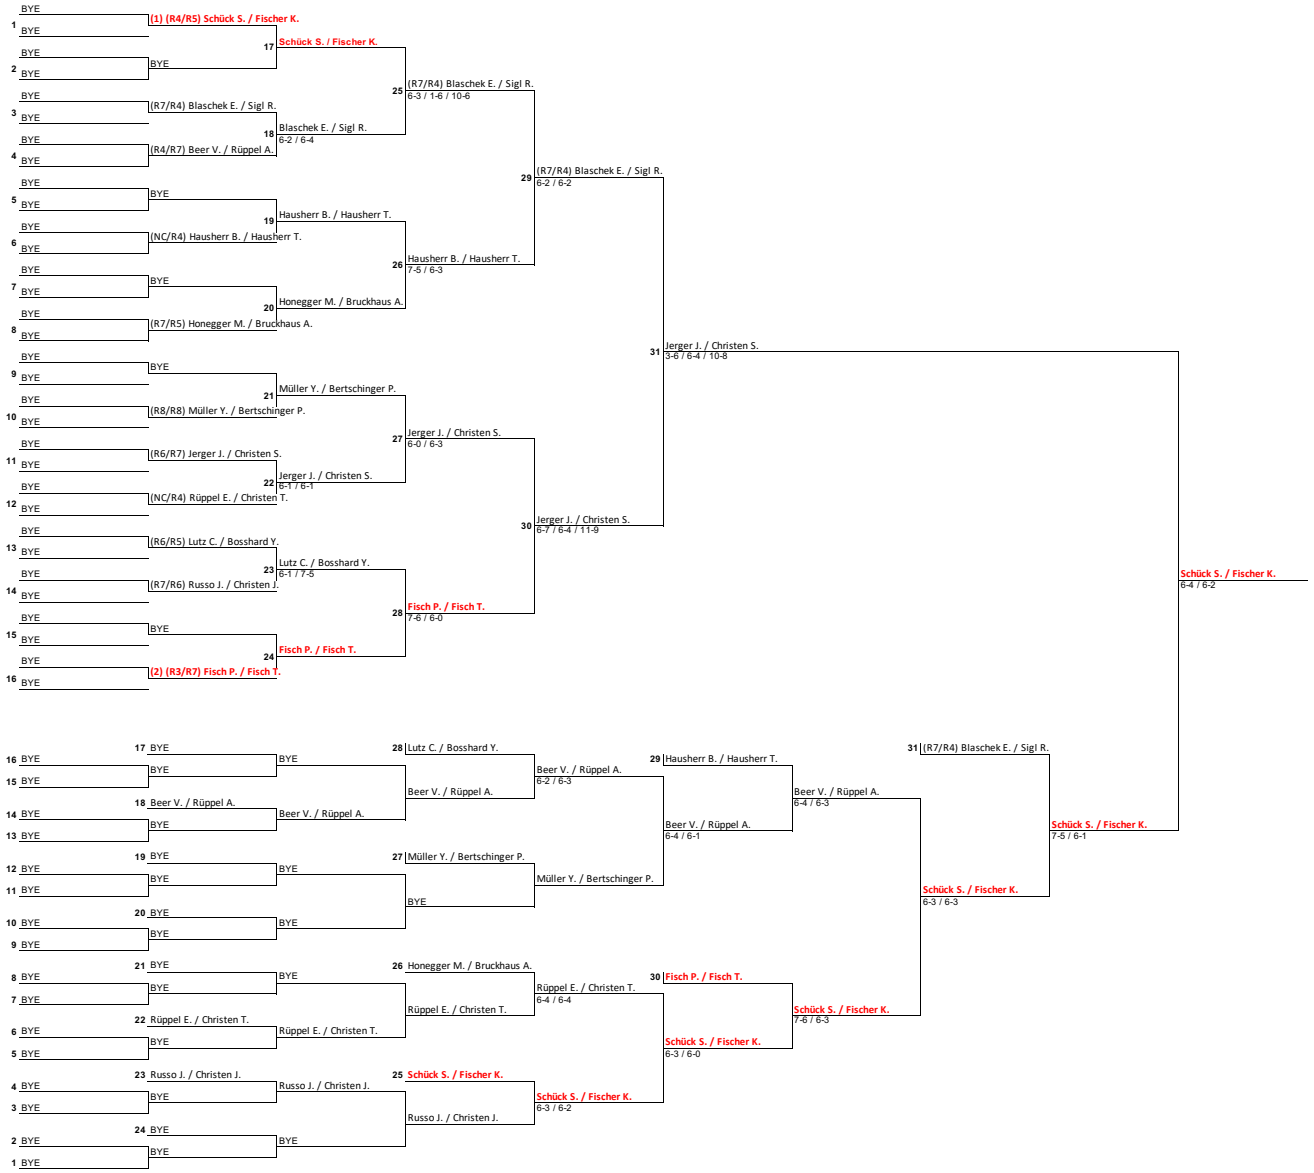 BYE
1
BYE
(1) (R4/R5) Schück S. / Fischer K.
17 Schück S. / Fischer K.
BYE
2 BYE
BYE
25 (R7/R4) Blaschek E. / Sigl R.
6-3 / 1-6 / 10-6
BYE
3
BYE
(R7/R4) Blaschek E. / Sigl R.
18 Blaschek E. / Sigl R.
6-2 / 6-4
BYE
4 BYE
(R4/R7) Beer V. / Rüppel A.
29 (R7/R4) Blaschek E. / Sigl R.
6-2 / 6-2
BYE
5
BYE
BYE
19 Hausherr B. / Hausherr T.
BYE
6 BYE
(NC/R4) Hausherr B. / Hausherr T.
26 Hausherr B. / Hausherr T.
7-5 / 6-3
BYE
7
BYE
BYE
20 Honegger M. / Bruckhaus A.
BYE
8 BYE
(R7/R5) Honegger M. / Bruckhaus A.
31 Jerger J. / Christen S.
3-6 / 6-4 / 10-8
BYE
9
BYE
BYE
21 Müller Y. / Bertschinger P.
BYE
10 BYE
(R8/R8) Müller Y. / Bertschinger P.
27 Jerger J. / Christen S.
6-0 / 6-3
BYE
11
BYE
(R6/R7) Jerger J. / Christen S.
22 Jerger J. / Christen S.
6-1 / 6-1
BYE
12 BYE
(NC/R4) Rüppel E. / Christen T.
30 Jerger J. / Christen S.
6-7 / 6-4 / 11-9
BYE
13
BYE
(R6/R5) Lutz C. / Bosshard Y.
23 Lutz C. / Bosshard Y.
6-1 / 7-5
BYE
14 BYE
(R7/R6) Russo J. / Christen J.
28 Fisch P. / Fisch T.
7-6 / 6-0
BYE
15
BYE
BYE
24 Fisch P. / Fisch T.
BYE
16 BYE
(2) (R3/R7) Fisch P. / Fisch T.
Schück S. / Fischer K.
6-4 / 6-2
17 BYE
28 Lutz C. / Bosshard Y.
31 (R7/R4) Blaschek E. / Sigl R.
16 BYE
BYE
29 Hausherr B. / Hausherr T.
BYE
Beer V. / Rüppel A.
6-2 / 6-3
15 BYE
Beer V. / Rüppel A.
Beer V. / Rüppel A.
6-4 / 6-3
18 Beer V. / Rüppel A.
14 BYE
Beer V. / Rüppel A.
BYE
Beer V. / Rüppel A.
6-4 / 6-1
Schück S. / Fischer K.
7-5 / 6-1
13 BYE
19 BYE
27 Müller Y. / Bertschinger P.
12 BYE
BYE
BYE
Müller Y. / Bertschinger P.
11 BYE
Schück S. / Fischer K.
6-3 / 6-3
BYE
20 BYE
10 BYE
BYE
BYE
9 BYE
21 BYE
26 Honegger M. / Bruckhaus A.
8 BYE
BYE
30 Fisch P. / Fisch T.
BYE
Rüppel E. / Christen T.
6-4 / 6-4
7 BYE
Rüppel E. / Christen T.
Schück S. / Fischer K.
7-6 / 6-3
22 Rüppel E. / Christen T.
6 BYE
Rüppel E. / Christen T.
BYE
Schück S. / Fischer K.
6-3 / 6-0
5 BYE
23 Russo J. / Christen J.
25 Schück S. / Fischer K.
4 BYE
Russo J. / Christen J.
BYE
Schück S. / Fischer K.
6-3 / 6-2
3 BYE
Russo J. / Christen J.
24 BYE
2 BYE
BYE
BYE
1 BYE